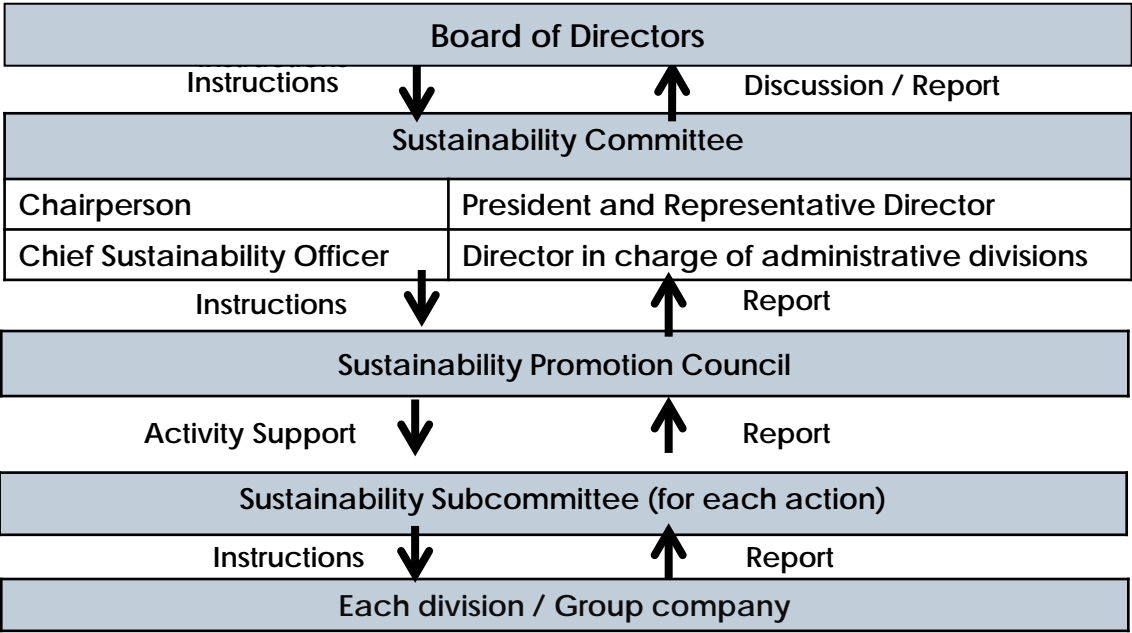 Board of Directors
Instructions
Discussion / Report
Sustainability Committee
Chairperson
President and Representative Director
Chief Sustainability Officer
Director in charge of administrative divisions
Instructions
Report
Sustainability Promotion Council
Activity Support
Report
Sustainability Subcommittee (for each action)
Instructions
Report
Each division / Group company